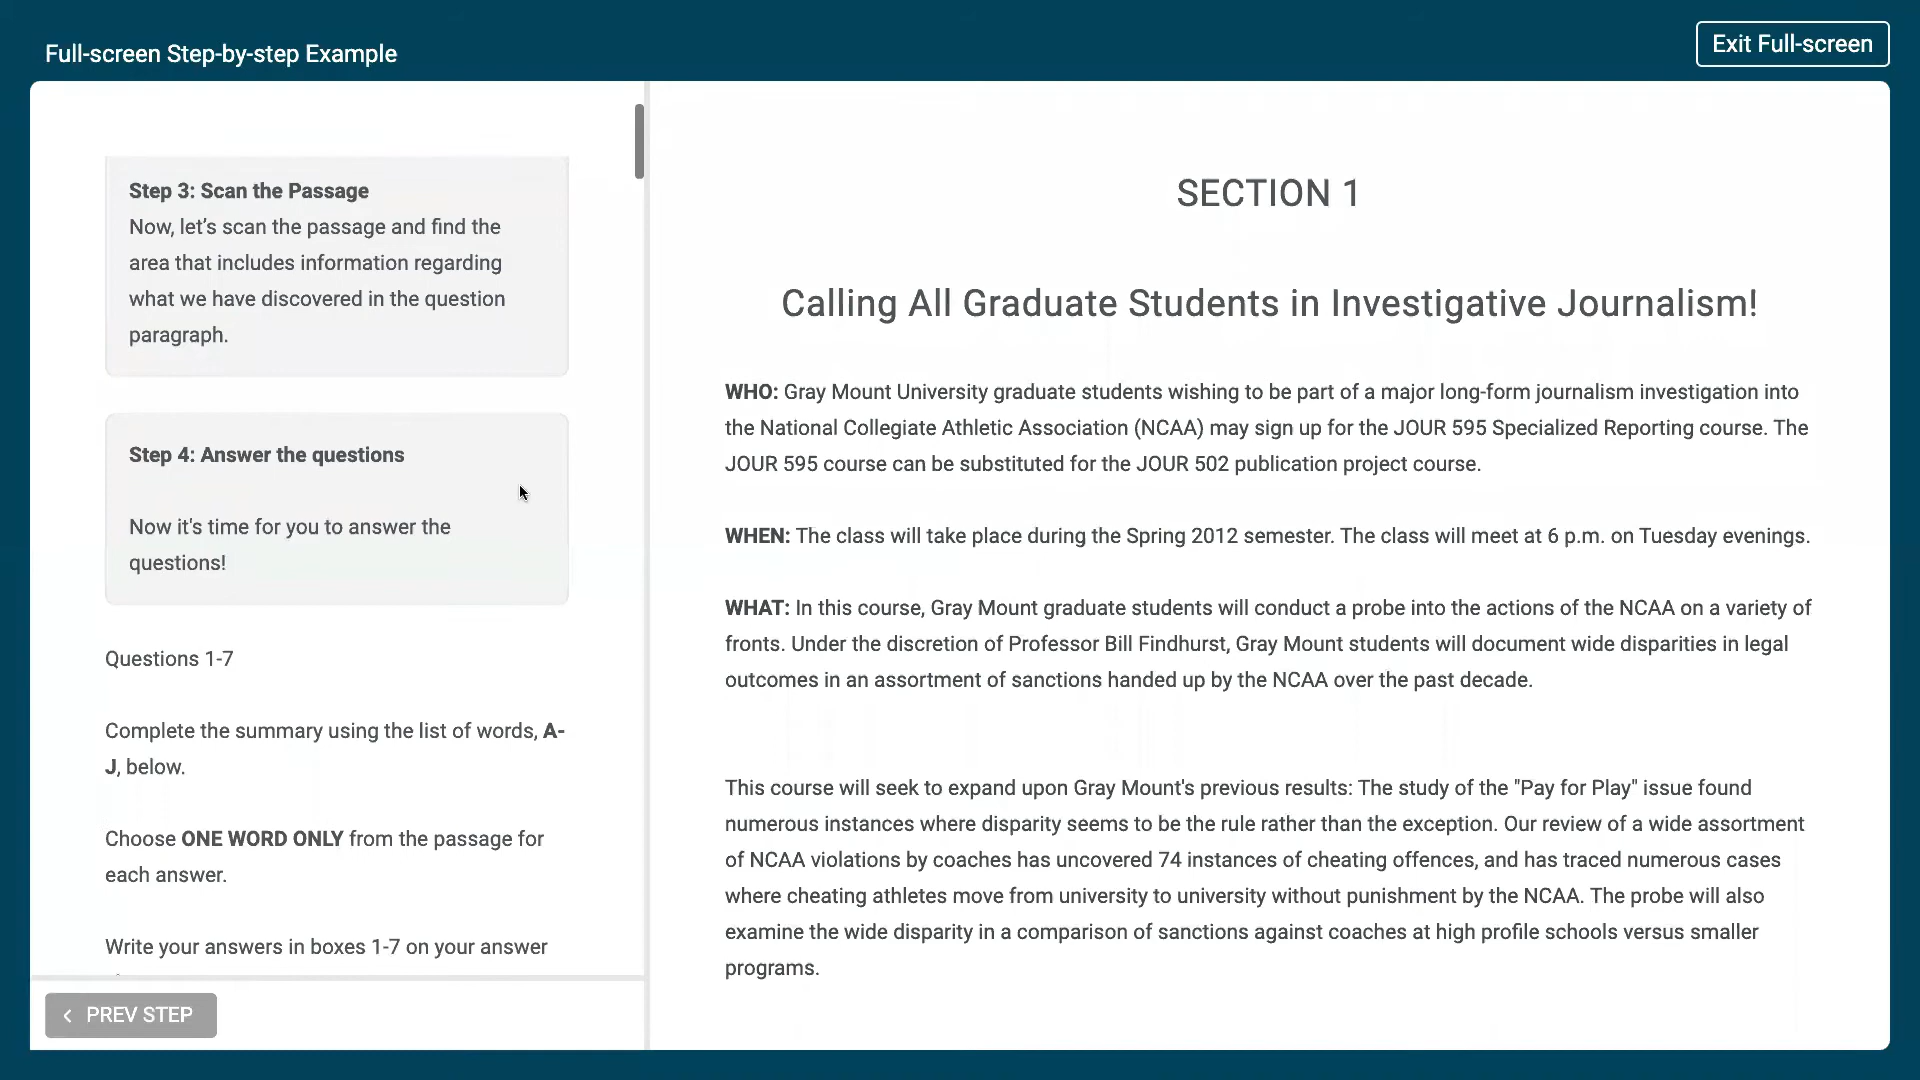 Full-screen Step-by-step Example
Exit Full-screen
Step 3: Scan the Passage
Now, let’s scan the passage and find the
area that includes information regarding
what we have discovered in the question
paragraph.
Step 4: Answer the questions
Now it's time for you to answer the
questions!
Questions 1-7
Complete the summary using the list of words, A-
J, below.
Choose ONE WORD ONLY from the passage for
each answer.
Write your answers in boxes 1-7 on your answer
PREV STEP
SECTION 1
Calling All Graduate Students in Investigative Journalism!
WHO: Gray Mount University graduate students wishing to be part of a major long-form journalism investigation into
the National Collegiate Athletic Association (NCAA) may sign up for the JOUR 595 Specialized Reporting course. The
JOUR 595 course can be substituted for the JOUR 502 publication project course.
WHEN: The class will take place during the Spring 2012 semester. The class will meet at 6 p.m. on Tuesday evenings.
WHAT: In this course, Gray Mount graduate students will conduct a probe into the actions of the NCAA on a variety of
fronts. Under the discretion of Professor Bill Findhurst, Gray Mount students will document wide disparities in legal
outcomes in an assortment of sanctions handed up by the NCAA over the past decade.
This course will seek to expand upon Gray Mount's previous results: The study of the "Pay for Play" issue found
numerous instances where disparity seems to be the rule rather than the exception. Our review of a wide assortment
of NCAA violations by coaches has uncovered 74 instances of cheating offences, and has traced numerous cases
where cheating athletes move from university to university without punishment by the NCAA. The probe will also
examine the wide disparity in a comparison of sanctions against coaches at high profile schools versus smaller
programs.